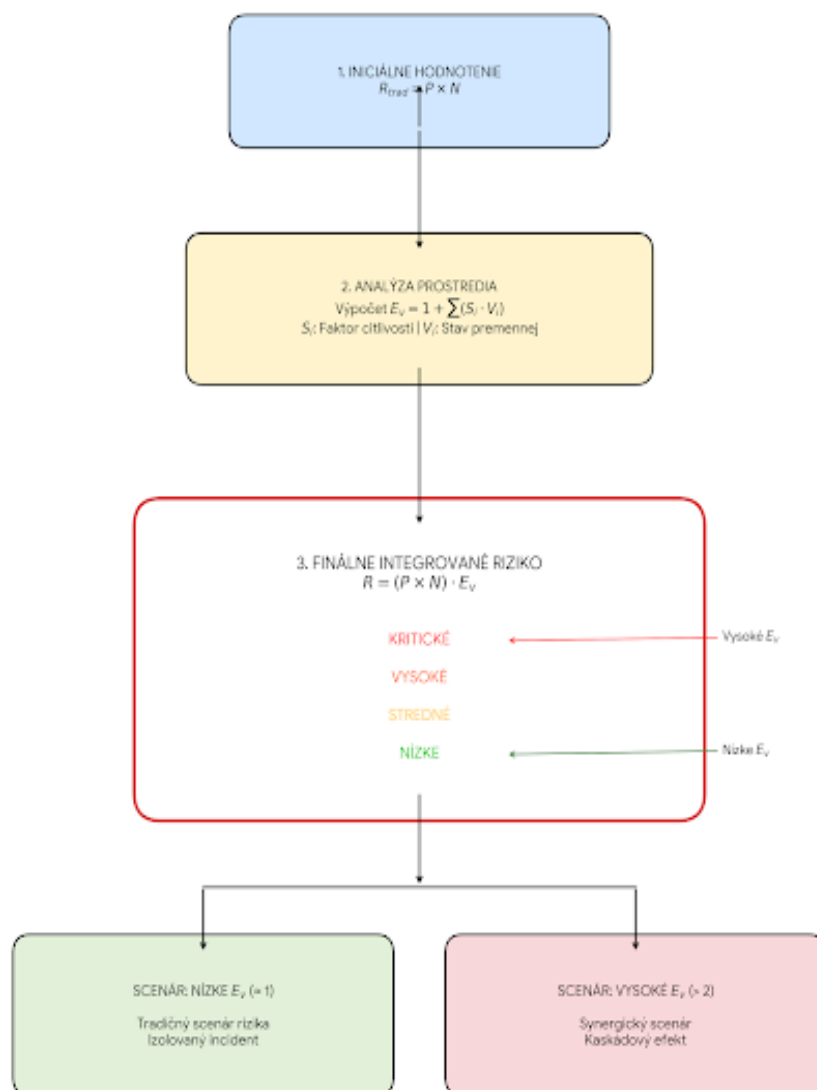 1. INICIÁLNE HODNOTENIE
R_trad = P × N
2. ANALÝZA PROSTREDIA
Výpočet E_v = 1 + ∑(S_i · V_i)
S_i: Faktor citlivosti | V_i: Stav premennej
3. FINÁLNE INTEGROVANÉ RIZIKO
R = (P × N) · E_v
KRITICKÉ
Vysoké E_v
VYSOKÉ
STREDNÉ
NÍZKE
Nízke E_v
SCENÁR: NÍZKE E_v (≈ 1)
Tradičný scenár rizika
Izolovaný incident
SCENÁR: VYSOKÉ E_v (> 2)
Synergický scenár
Kaskádový efekt